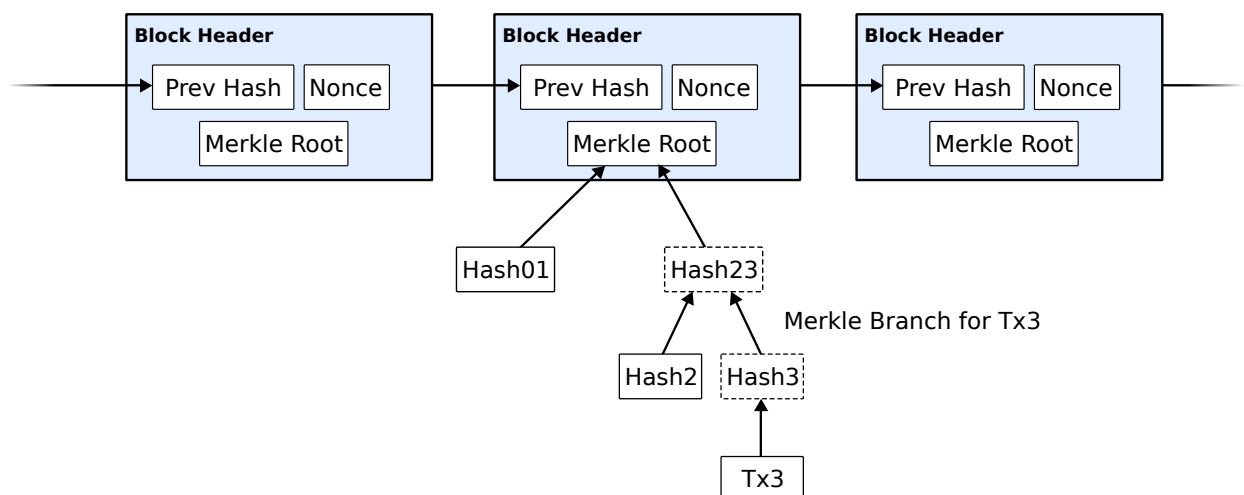 Block Header
Block Header
Block Header
Prev Hash
Nonce
Prev Hash
Nonce
Prev Hash
Nonce
Merkle Root
Merkle Root
Merkle Root
Hash01
Hash23
Merkle Branch for Tx3
Hash2
Hash3
Tx3